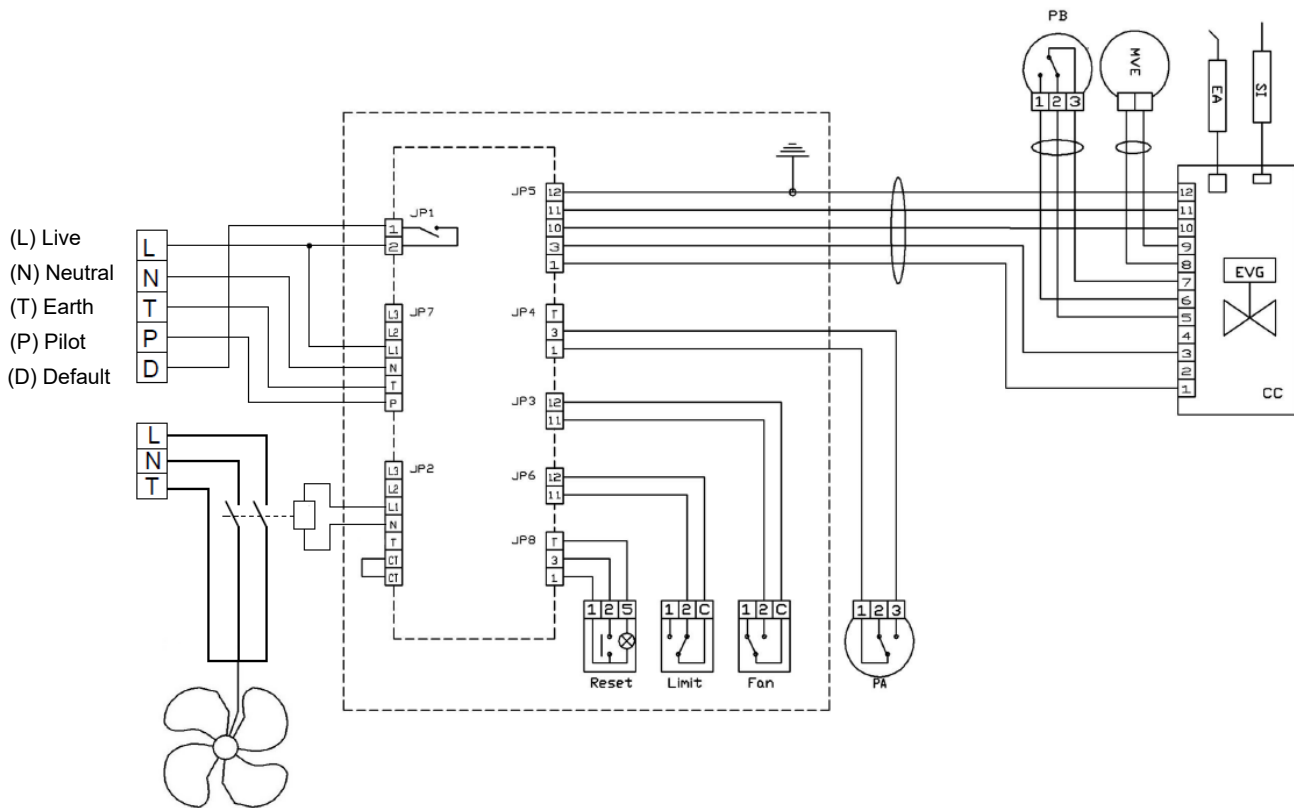 PB
MVE
EA
SI
1 2 3
JP5
12
11
10
3
1
12
11
10
9
8
7
6
5
4
3
2
1
EVG
CC
JP1
1
2
(L) Live
(N) Neutral
(T) Earth
(P) Pilot
(D) Default
L
N
T
P
D
JP7
L3
L2
L1
N
T
P
JP4
T
3
1
JP3
12
11
L
N
T
JP2
L3
L2
L1
N
T
CT
CT
JP6
12
11
JP8
T
3
1
1 2 5
1 2 C
1 2 C
1 2 3
Reset
Limit
Fan
PA